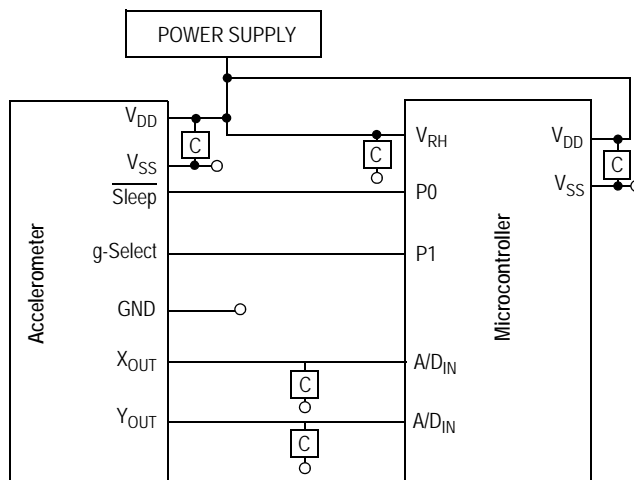 POWER SUPPLY
Accelerometer
VDD
VSS
Sleep
g-Select
GND
XOUT
YOUT
C
C
C
C
C
VRH
P0
P1
A/DIN
A/DIN
Microcontroller
VDD
VSS